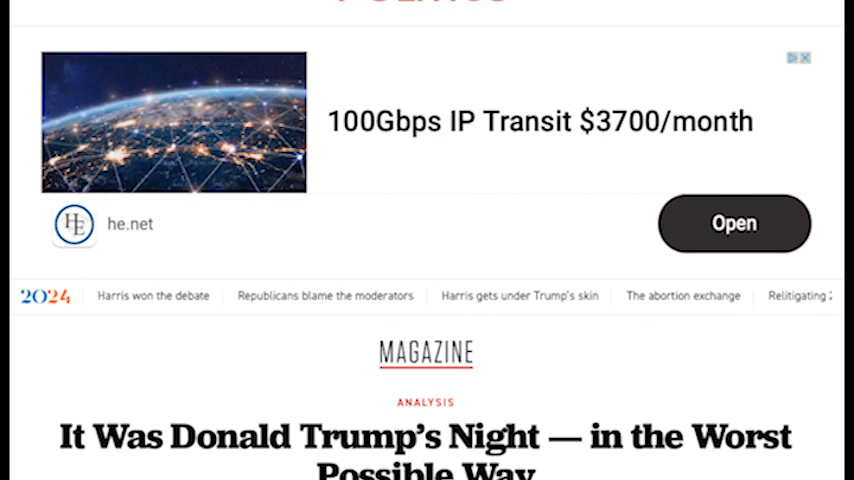 100Gbps IP Transit $3700/month
HE
he.net
Open
2024
Harris won the debate
Republicans blame the moderators
Harris gets under Trump's skin
The abortion exchange
Relitigating
MAGAZINE
ANALYSIS
It Was Donald Trump's Night — in the Worst
Possible Way